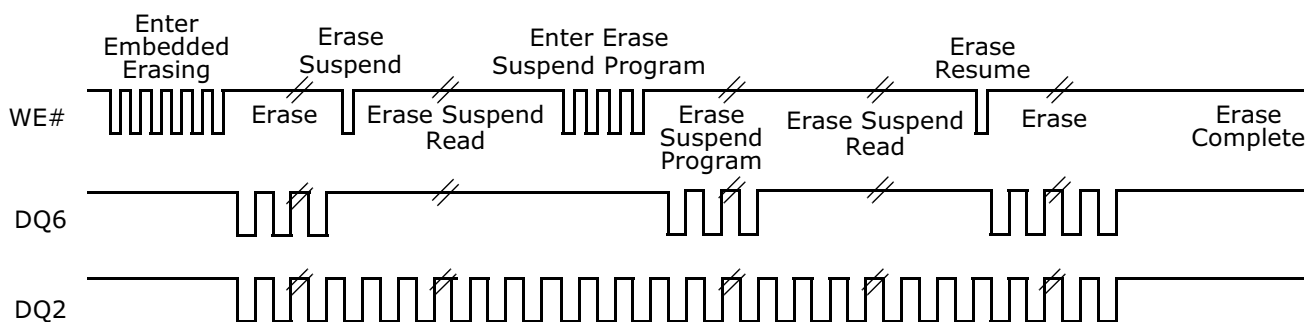 Enter
Embedded
Erasing
Erase
Suspend
Enter Erase
Suspend Program
Erase
Resume
WE#
Erase
Erase Suspend
Read
Erase
Suspend
Program
Erase Suspend
Read
Erase
Erase
Complete
DQ6
DQ2